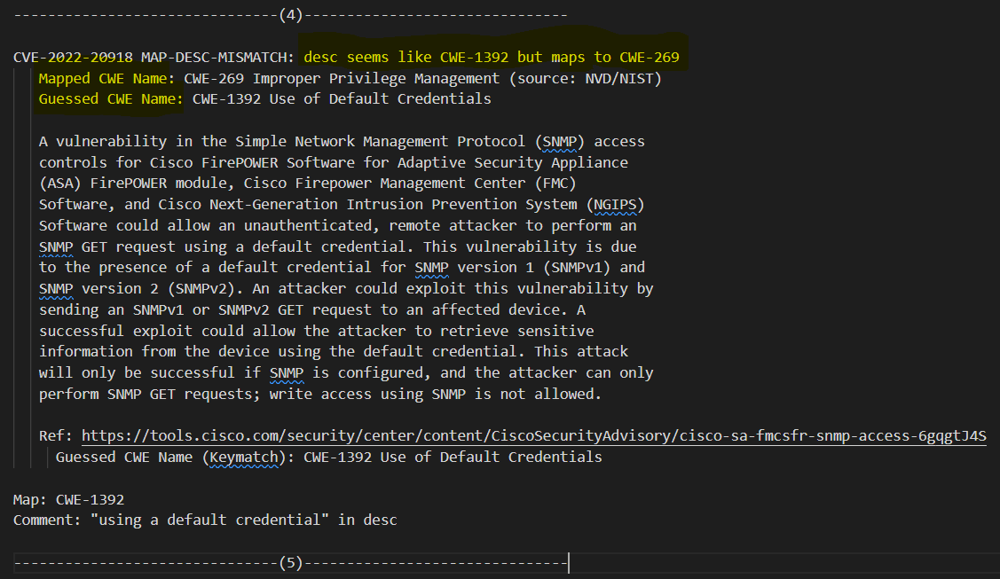 -------------------------------(4)-------------------------------
CVE-2022-20918 MAP-DESC-MISMATCH: desc seems like CWE-1392 but maps to CWE-269
Mapped CWE Name: CWE-269 Improper Privilege Management (source: NVD/NIST)
Guessed CWE Name: CWE-1392 Use of Default Credentials
A vulnerability in the Simple Network Management Protocol (SNMP) access
controls for Cisco FirePOWER Software for Adaptive Security Appliance
(ASA) FirePOWER module, Cisco Firepower Management Center (FMC)
Software, and Cisco Next-Generation Intrusion Prevention System (NGIPS)
Software could allow an unauthenticated, remote attacker to perform an
SNMP GET request using a default credential. This vulnerability is due
to the presence of a default credential for SNMP version 1 (SNMPv1) and
SNMP version 2 (SNMPv2). An attacker could exploit this vulnerability by
sending an SNMPv1 or SNMPv2 GET request to an affected device. A
successful exploit could allow the attacker to retrieve sensitive
information from the device using the default credential. This attack
will only be successful if SNMP is configured, and the attacker can only
perform SNMP GET requests; write access using SNMP is not allowed.
Ref: https://tools.cisco.com/security/center/content/CiscoSecurityAdvisory/cisco-sa-fmcsfr-snmp-access-6gqgtJ4S
Guessed CWE Name (Keymatch): CWE-1392 Use of Default Credentials
Map: CWE-1392
Comment: "using a default credential" in desc
-------------------------------(5)-------------------------------